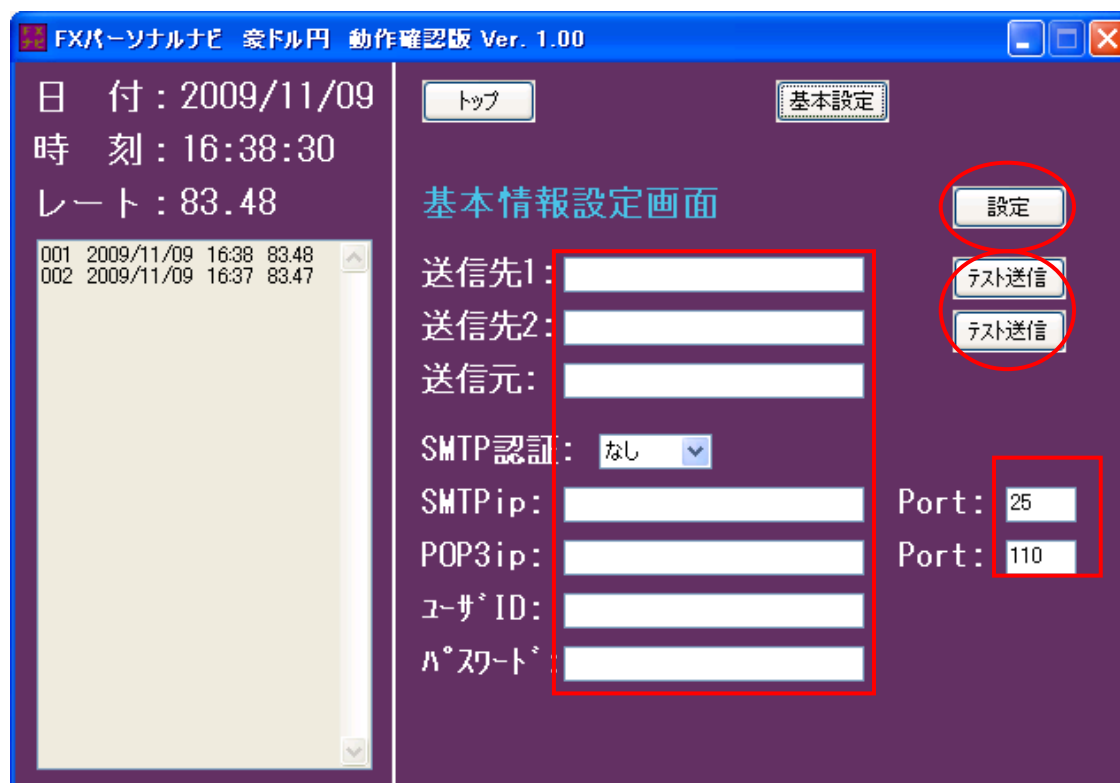 FXパーソナルナビ 豪ドル円 動作確認版 Ver. 1.00
日 付：2009/11/09
時 刻：16:38:30
レート：83.48
001 2009/11/09 16:38 83.48
002 2009/11/09 16:37 83.47
トップ
基本設定
基本情報設定画面
設定
送信先1:
テスト送信
送信先2:
テスト送信
送信元:
SMTP認証: なし
SMTPip:
Port: 25
POP3ip:
Port: 110
ﾕｰｻﾞID:
ﾊﾟｽﾜｰﾄﾞ: